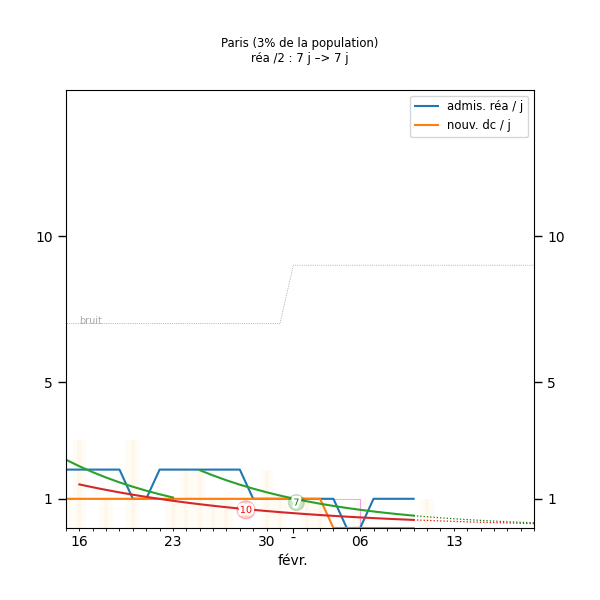 Paris (3% de la population)
réa /2 : 7 j –> 7 j
admis. réa / j
nouv. dc / j
10
10
bruit
5
5
1
1
7
-10
16
23
30
-
06
13
févr.